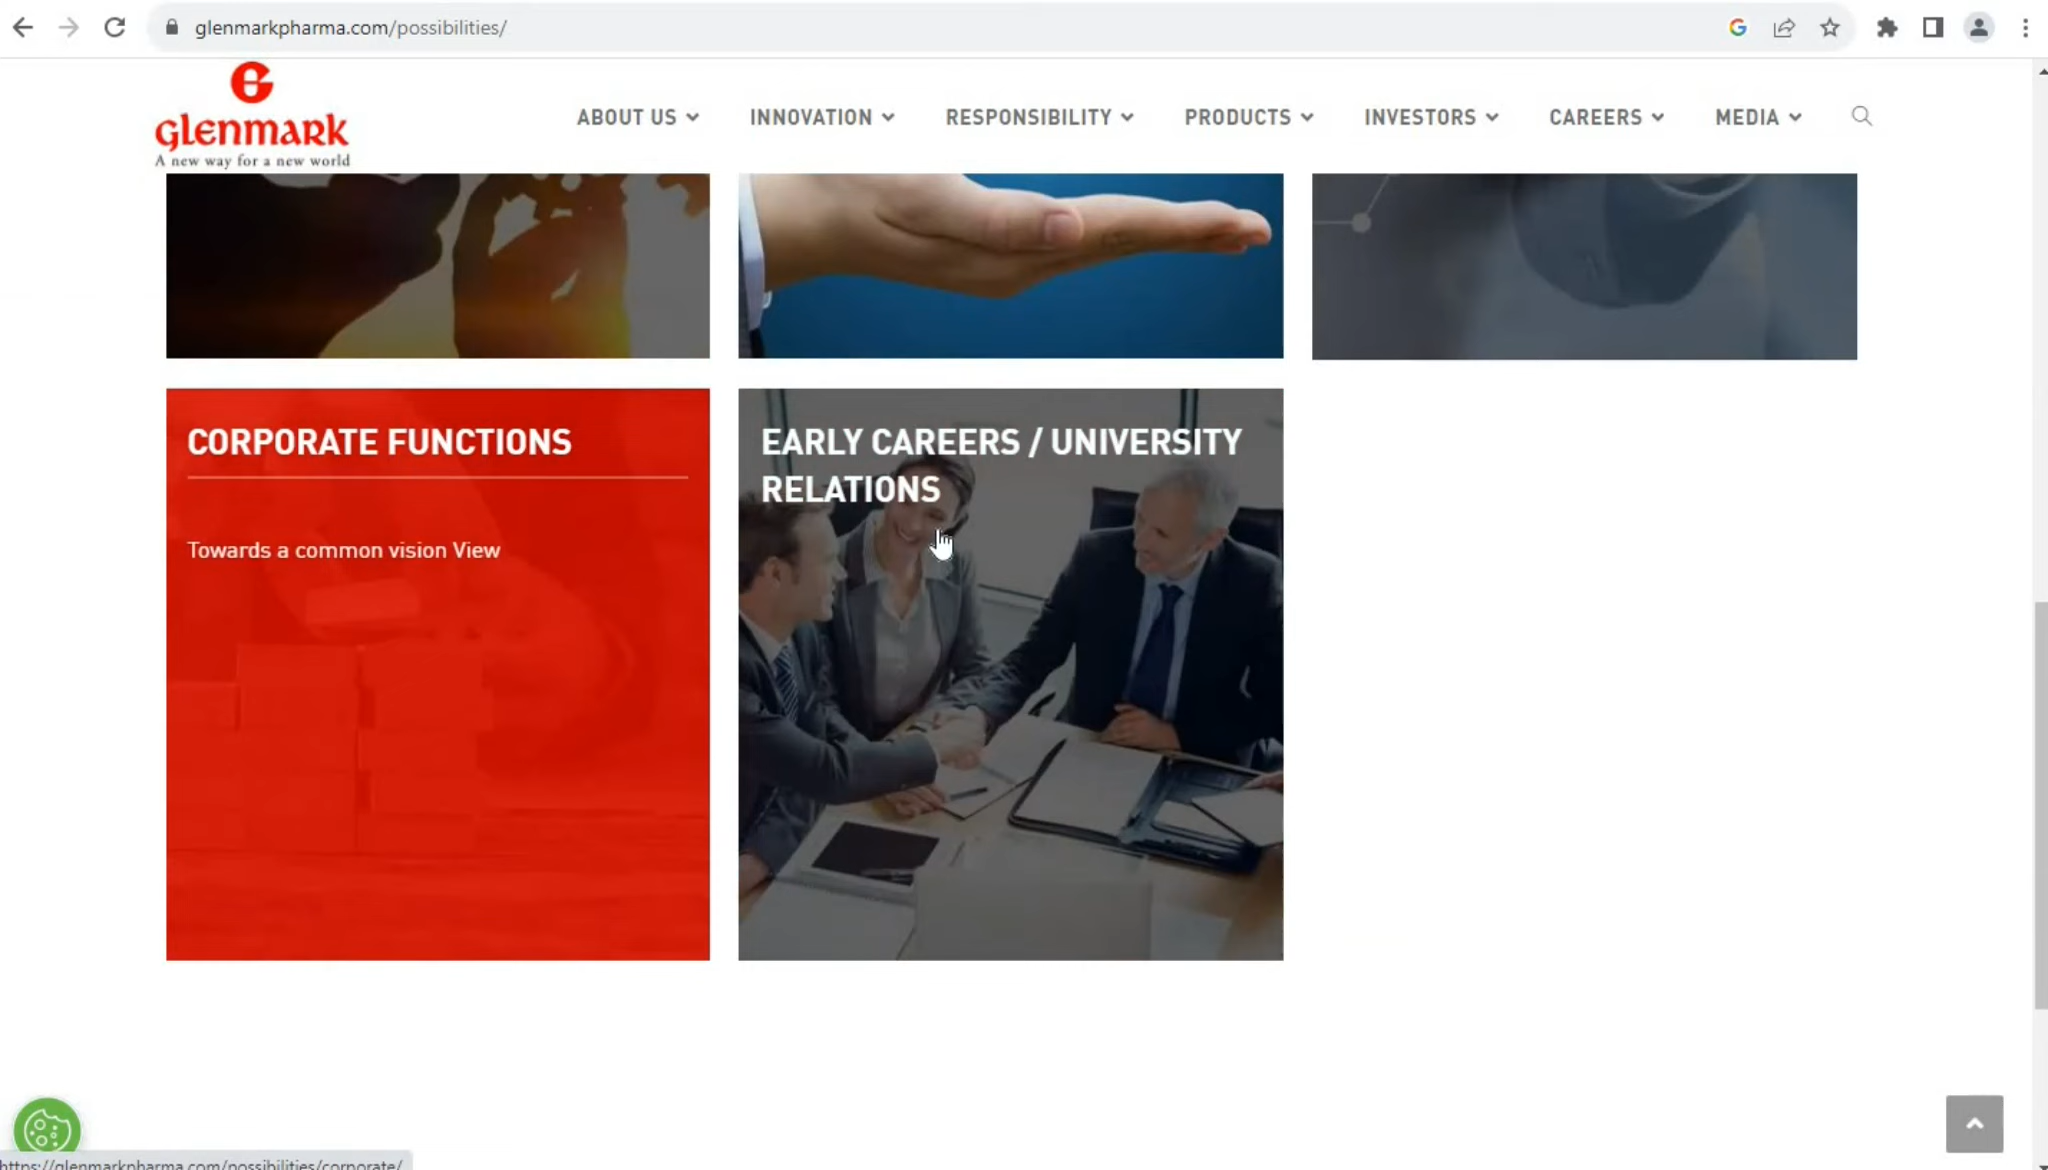 glenmarkpharma.com/possibilities/
glenmark
A new way for a new world
ABOUT US
INNOVATION
RESPONSIBILITY
PRODUCTS
INVESTORS
CAREERS
MEDIA
CORPORATE FUNCTIONS
Towards a common vision View
EARLY CAREERS / UNIVERSITY
RELATIONS
https://glenmarkpharma.com/possibilities/corporate/